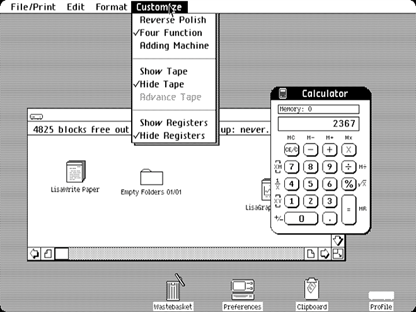 File/Print Edit Format Customize
Reverse Polish
✓Four Function
Adding Machine
Show Tape
✓Hide Tape
Advance Tape
Show Registers
✓Hide Registers
4825 blocks free out
up: never.
LisaWrite Paper
Empty Folders 01/01
LisaGra
Calculator
Memory: 0
2367
MC M- M+ Mx
CE/C - + X
7 8 9 ÷ M÷
4 5 6 % √x
1 2 3 = MR
+/- 0 .
Wastebasket
Preferences
Clipboard
Profile